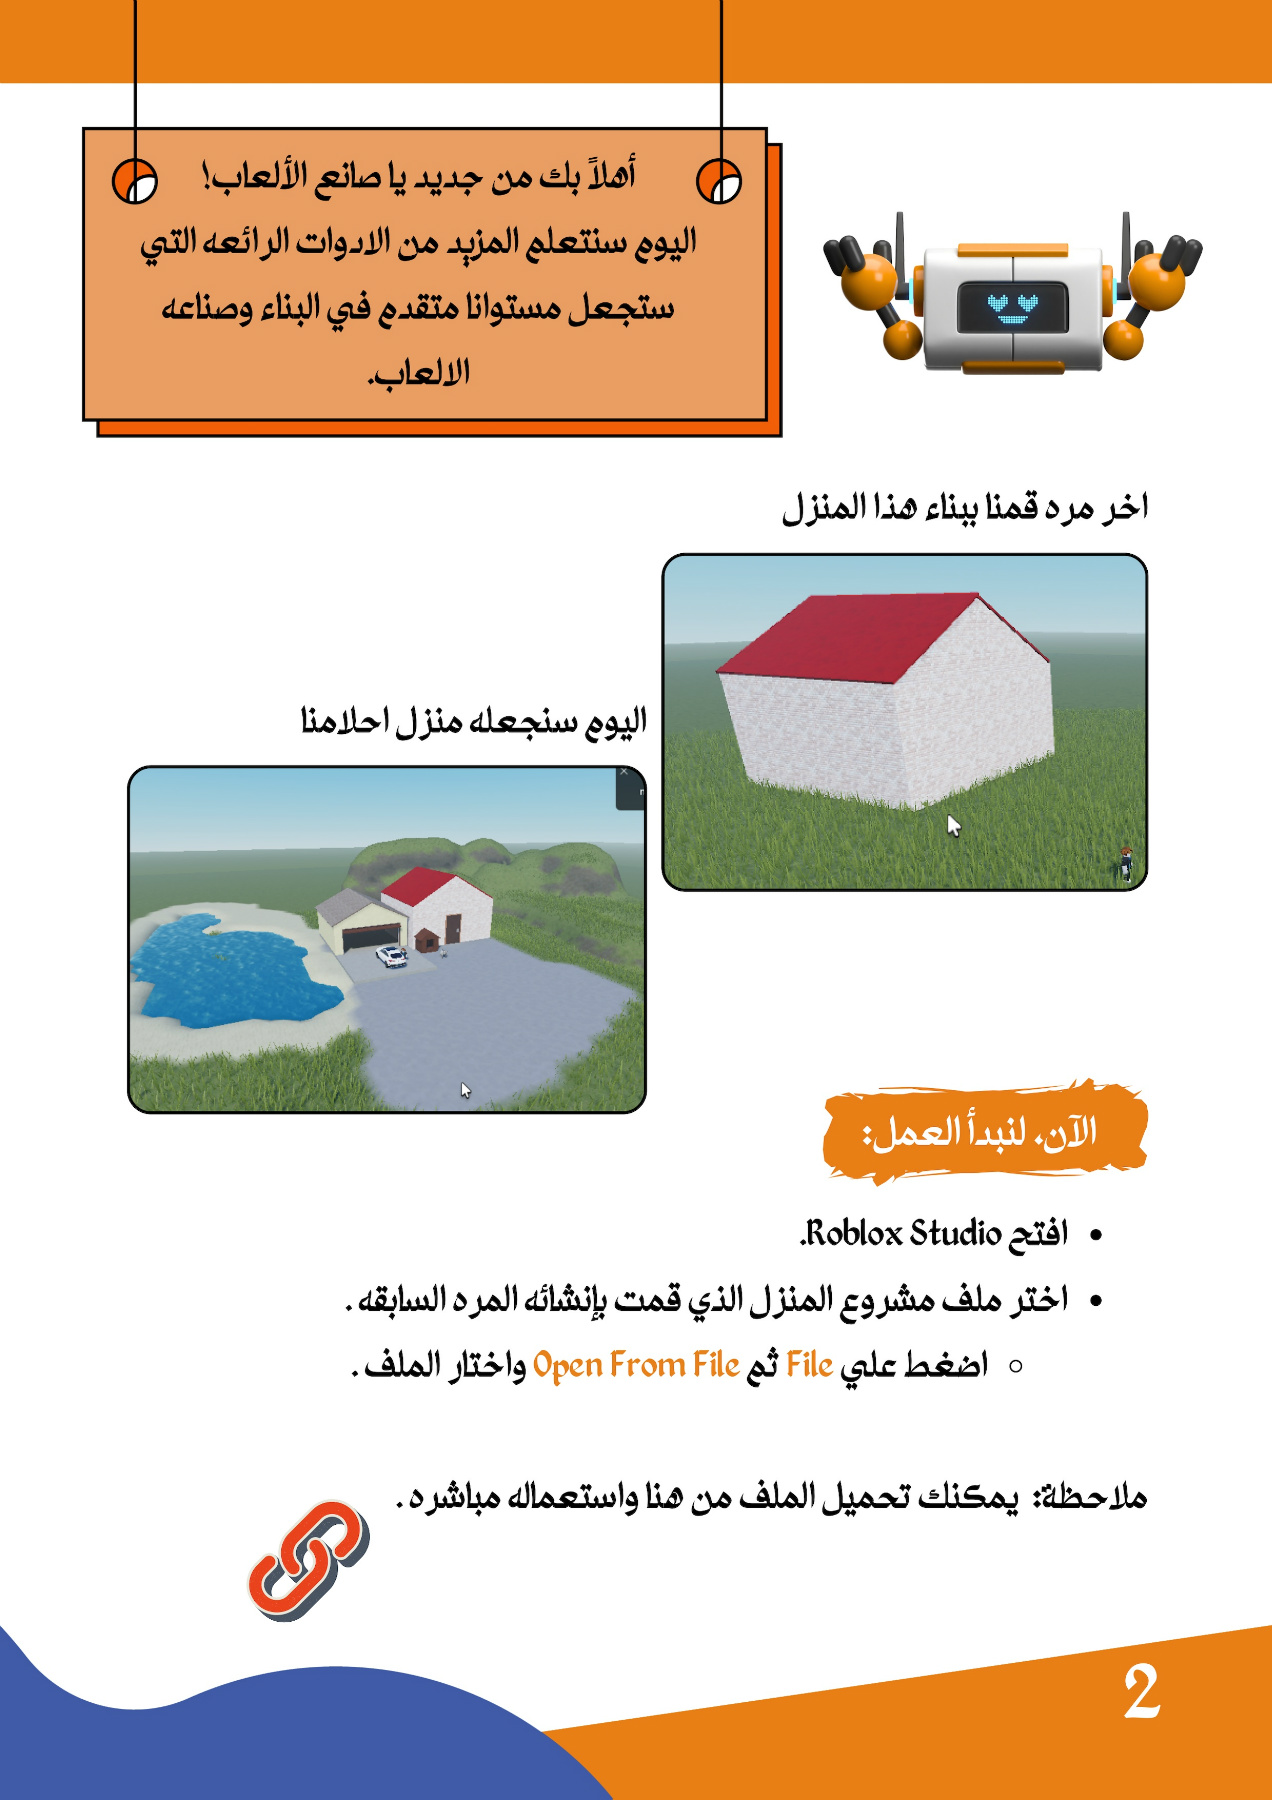 أهلاً بك من جديد يا صانع الألعاب!
اليوم سنتعلم المزيد من الادوات الرائعه التي
ستجعل مستوانا متقدم في البناء وصناعه
الالعاب.
اخر مره قمنا ببناء هذا المنزل
اليوم سنجعله منزل احلامنا
الآن، لنبدأ العمل:
• افتح Roblox Studio.
• اختر ملف مشروع المنزل الذي قمت بإنشائه المره السابقه .
○ اضغط علي File ثم Open From File واختار الملف .
ملاحظة: يمكنك تحميل الملف من هنا واستعماله مباشره .
2